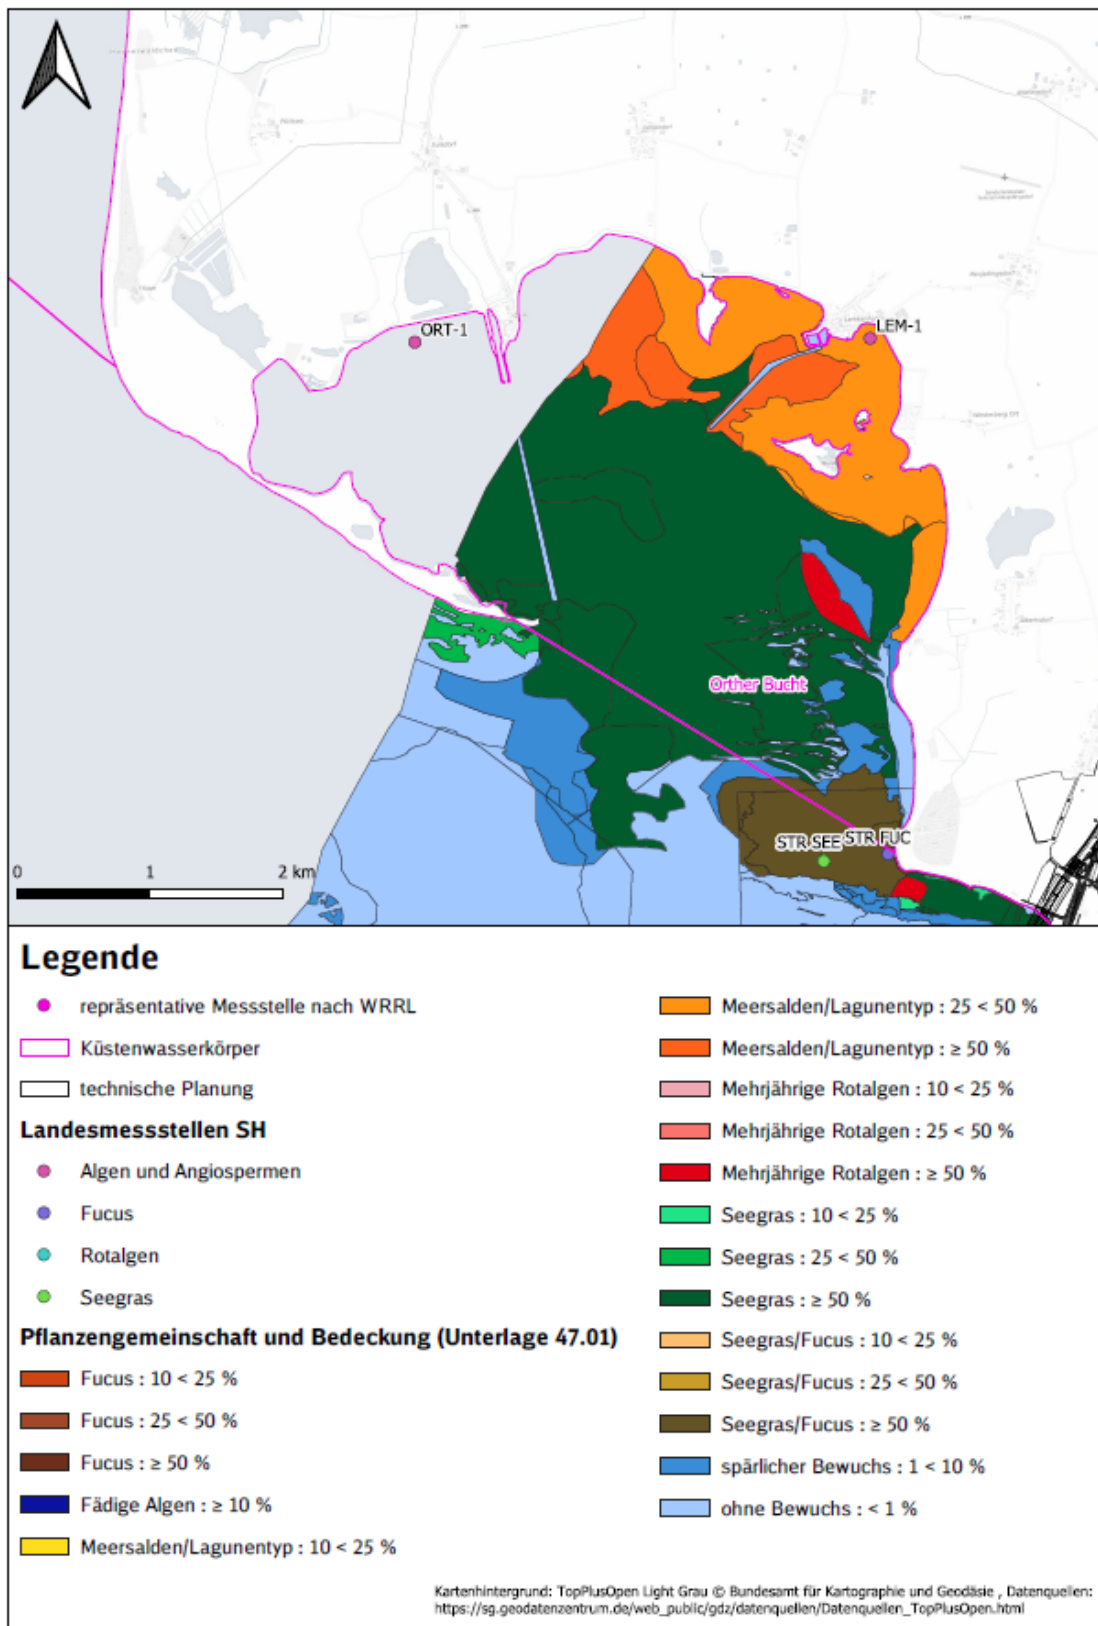 ORT-1
LEM-1
Orther Bucht
STR SEE
STR FUC
0
1
2 km
Legende
repräsentative Messstelle nach WRRL
Küstenwasserkörper
technische Planung
Landesmessstellen SH
Algen und Angiospermen
Fucus
Rotalgen
Seegras
Pflanzengemeinschaft und Bedeckung (Unterlage 47.01)
Fucus : 10 < 25 %
Fucus : 25 < 50 %
Fucus : ≥ 50 %
Fädige Algen : ≥ 10 %
Meersalden/Lagunentyp : 10 < 25 %
Meersalden/Lagunentyp : 25 < 50 %
Meersalden/Lagunentyp : ≥ 50 %
Mehrjährige Rotalgen : 10 < 25 %
Mehrjährige Rotalgen : 25 < 50 %
Mehrjährige Rotalgen : ≥ 50 %
Seegras : 10 < 25 %
Seegras : 25 < 50 %
Seegras : ≥ 50 %
Seegras/Fucus : 10 < 25 %
Seegras/Fucus : 25 < 50 %
Seegras/Fucus : ≥ 50 %
spärlicher Bewuchs : 1 < 10 %
ohne Bewuchs : < 1 %
Kartenhintergrund: TopPlusOpen Light Grau © Bundesamt für Kartographie und Geodäsie , Datenquellen:
https://sg.geodatenzentrum.de/web_public/gdz/datenquellen/Datenquellen_TopPlusOpen.html